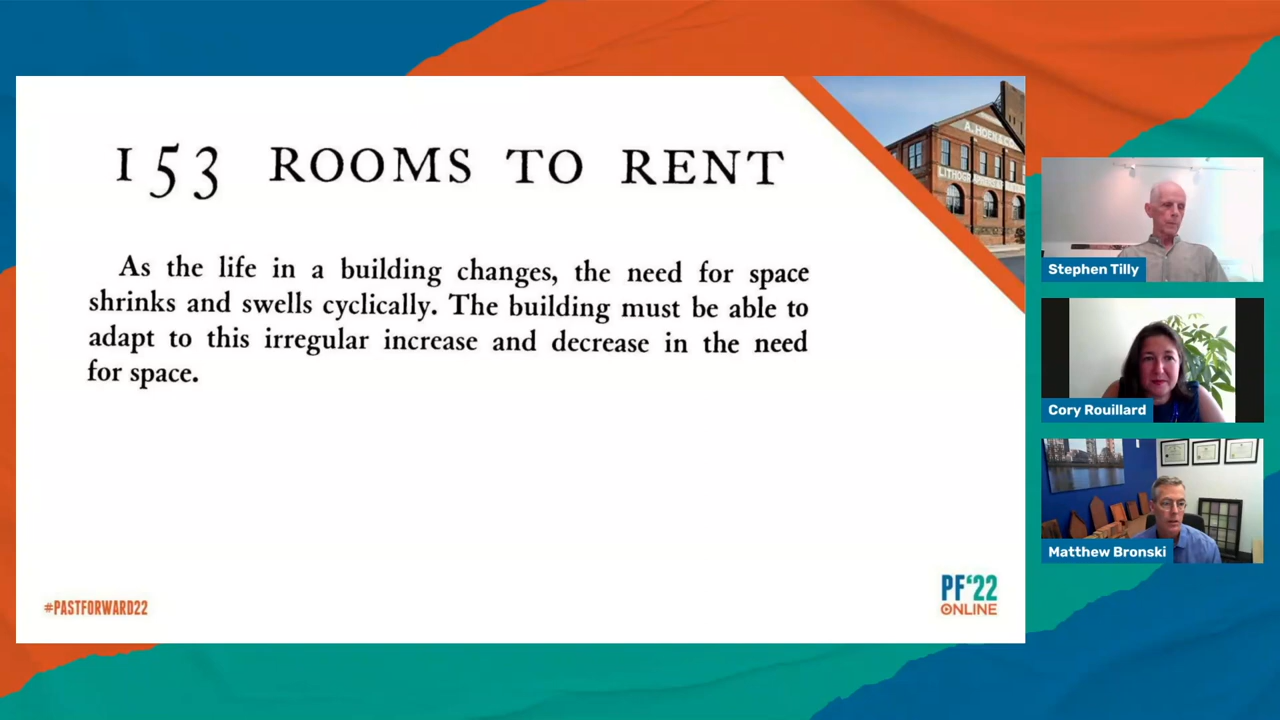 153 ROOMS TO RENT
As the life in a building changes, the need for space
shrinks and swells cyclically. The building must be able to
adapt to this irregular increase and decrease in the need
for space.
#PASTFORWARD22
PF‘22
ONLINE
A. HOEN & CO.
Stephen Tilly
Cory Rouillard
Matthew Bronski